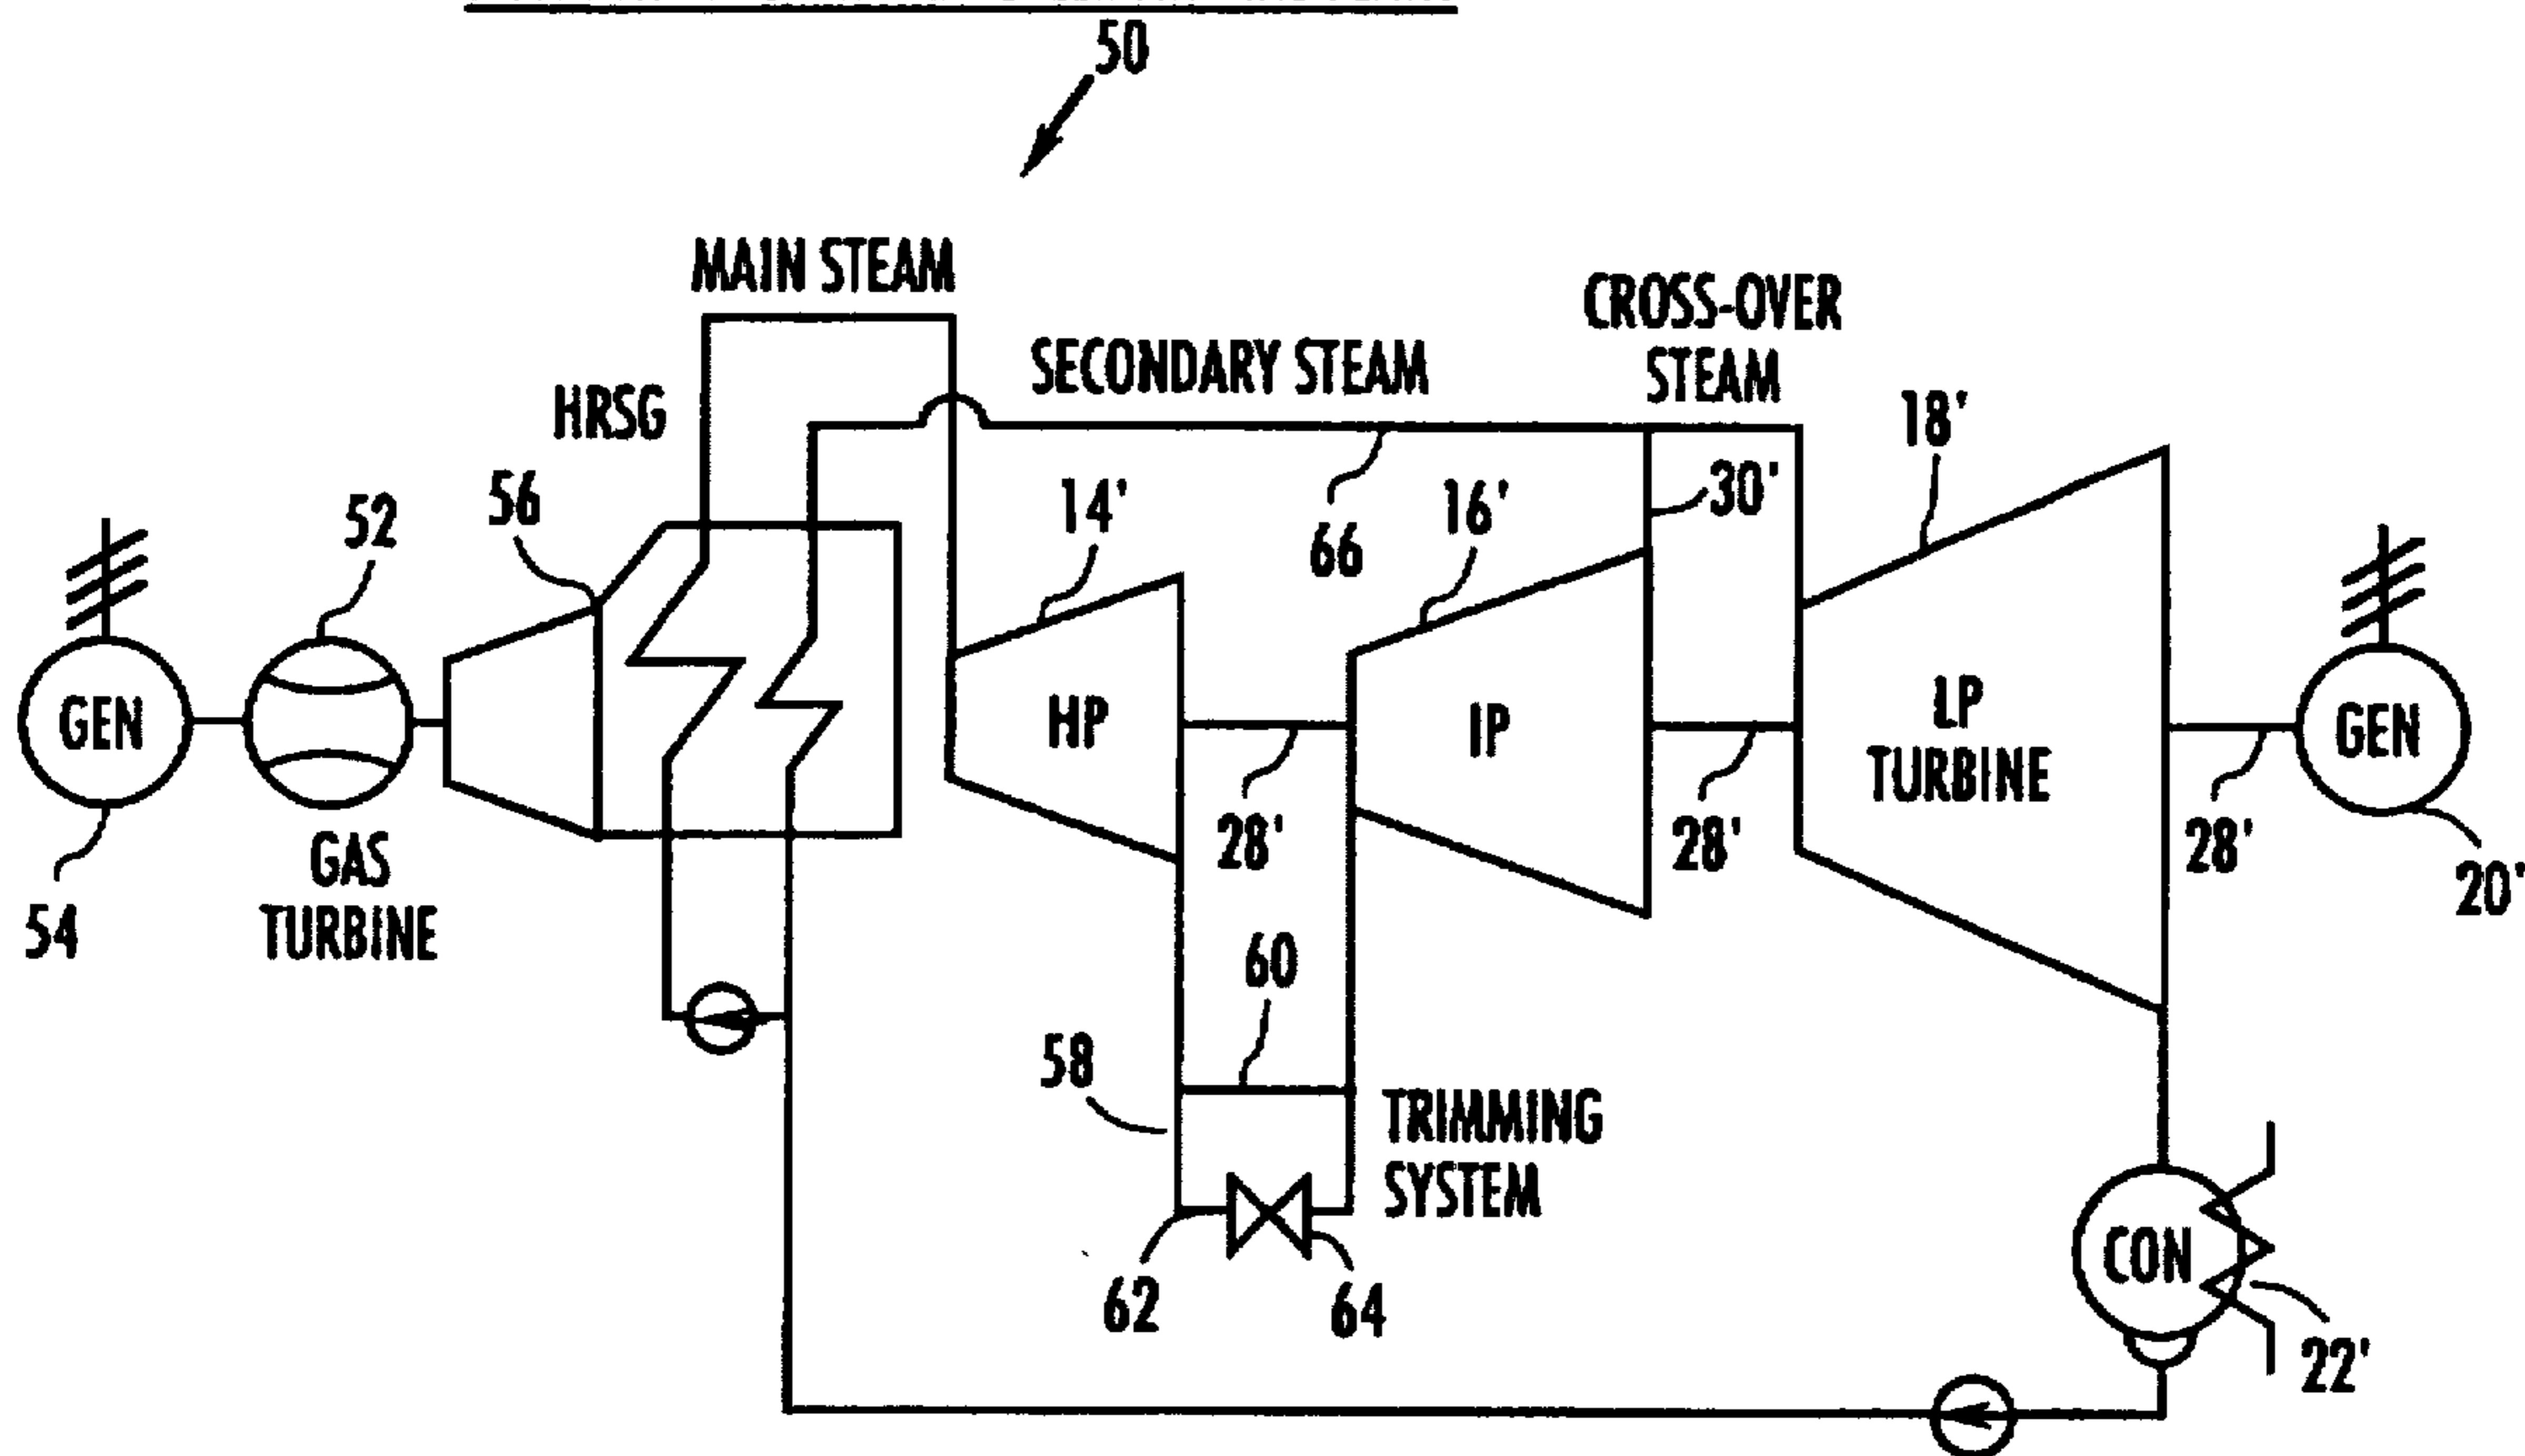 50
MAIN STEAM
CROSS-OVER
STEAM
SECONDARY STEAM
HRSG
18'
56
52
14'
16'
30'
66
GEN
HP
IP
LP
TURBINE
GEN
28'
28'
28'
20'
54
GAS
TURBINE
60
58
TRIMMING
SYSTEM
62
64
CON
22'